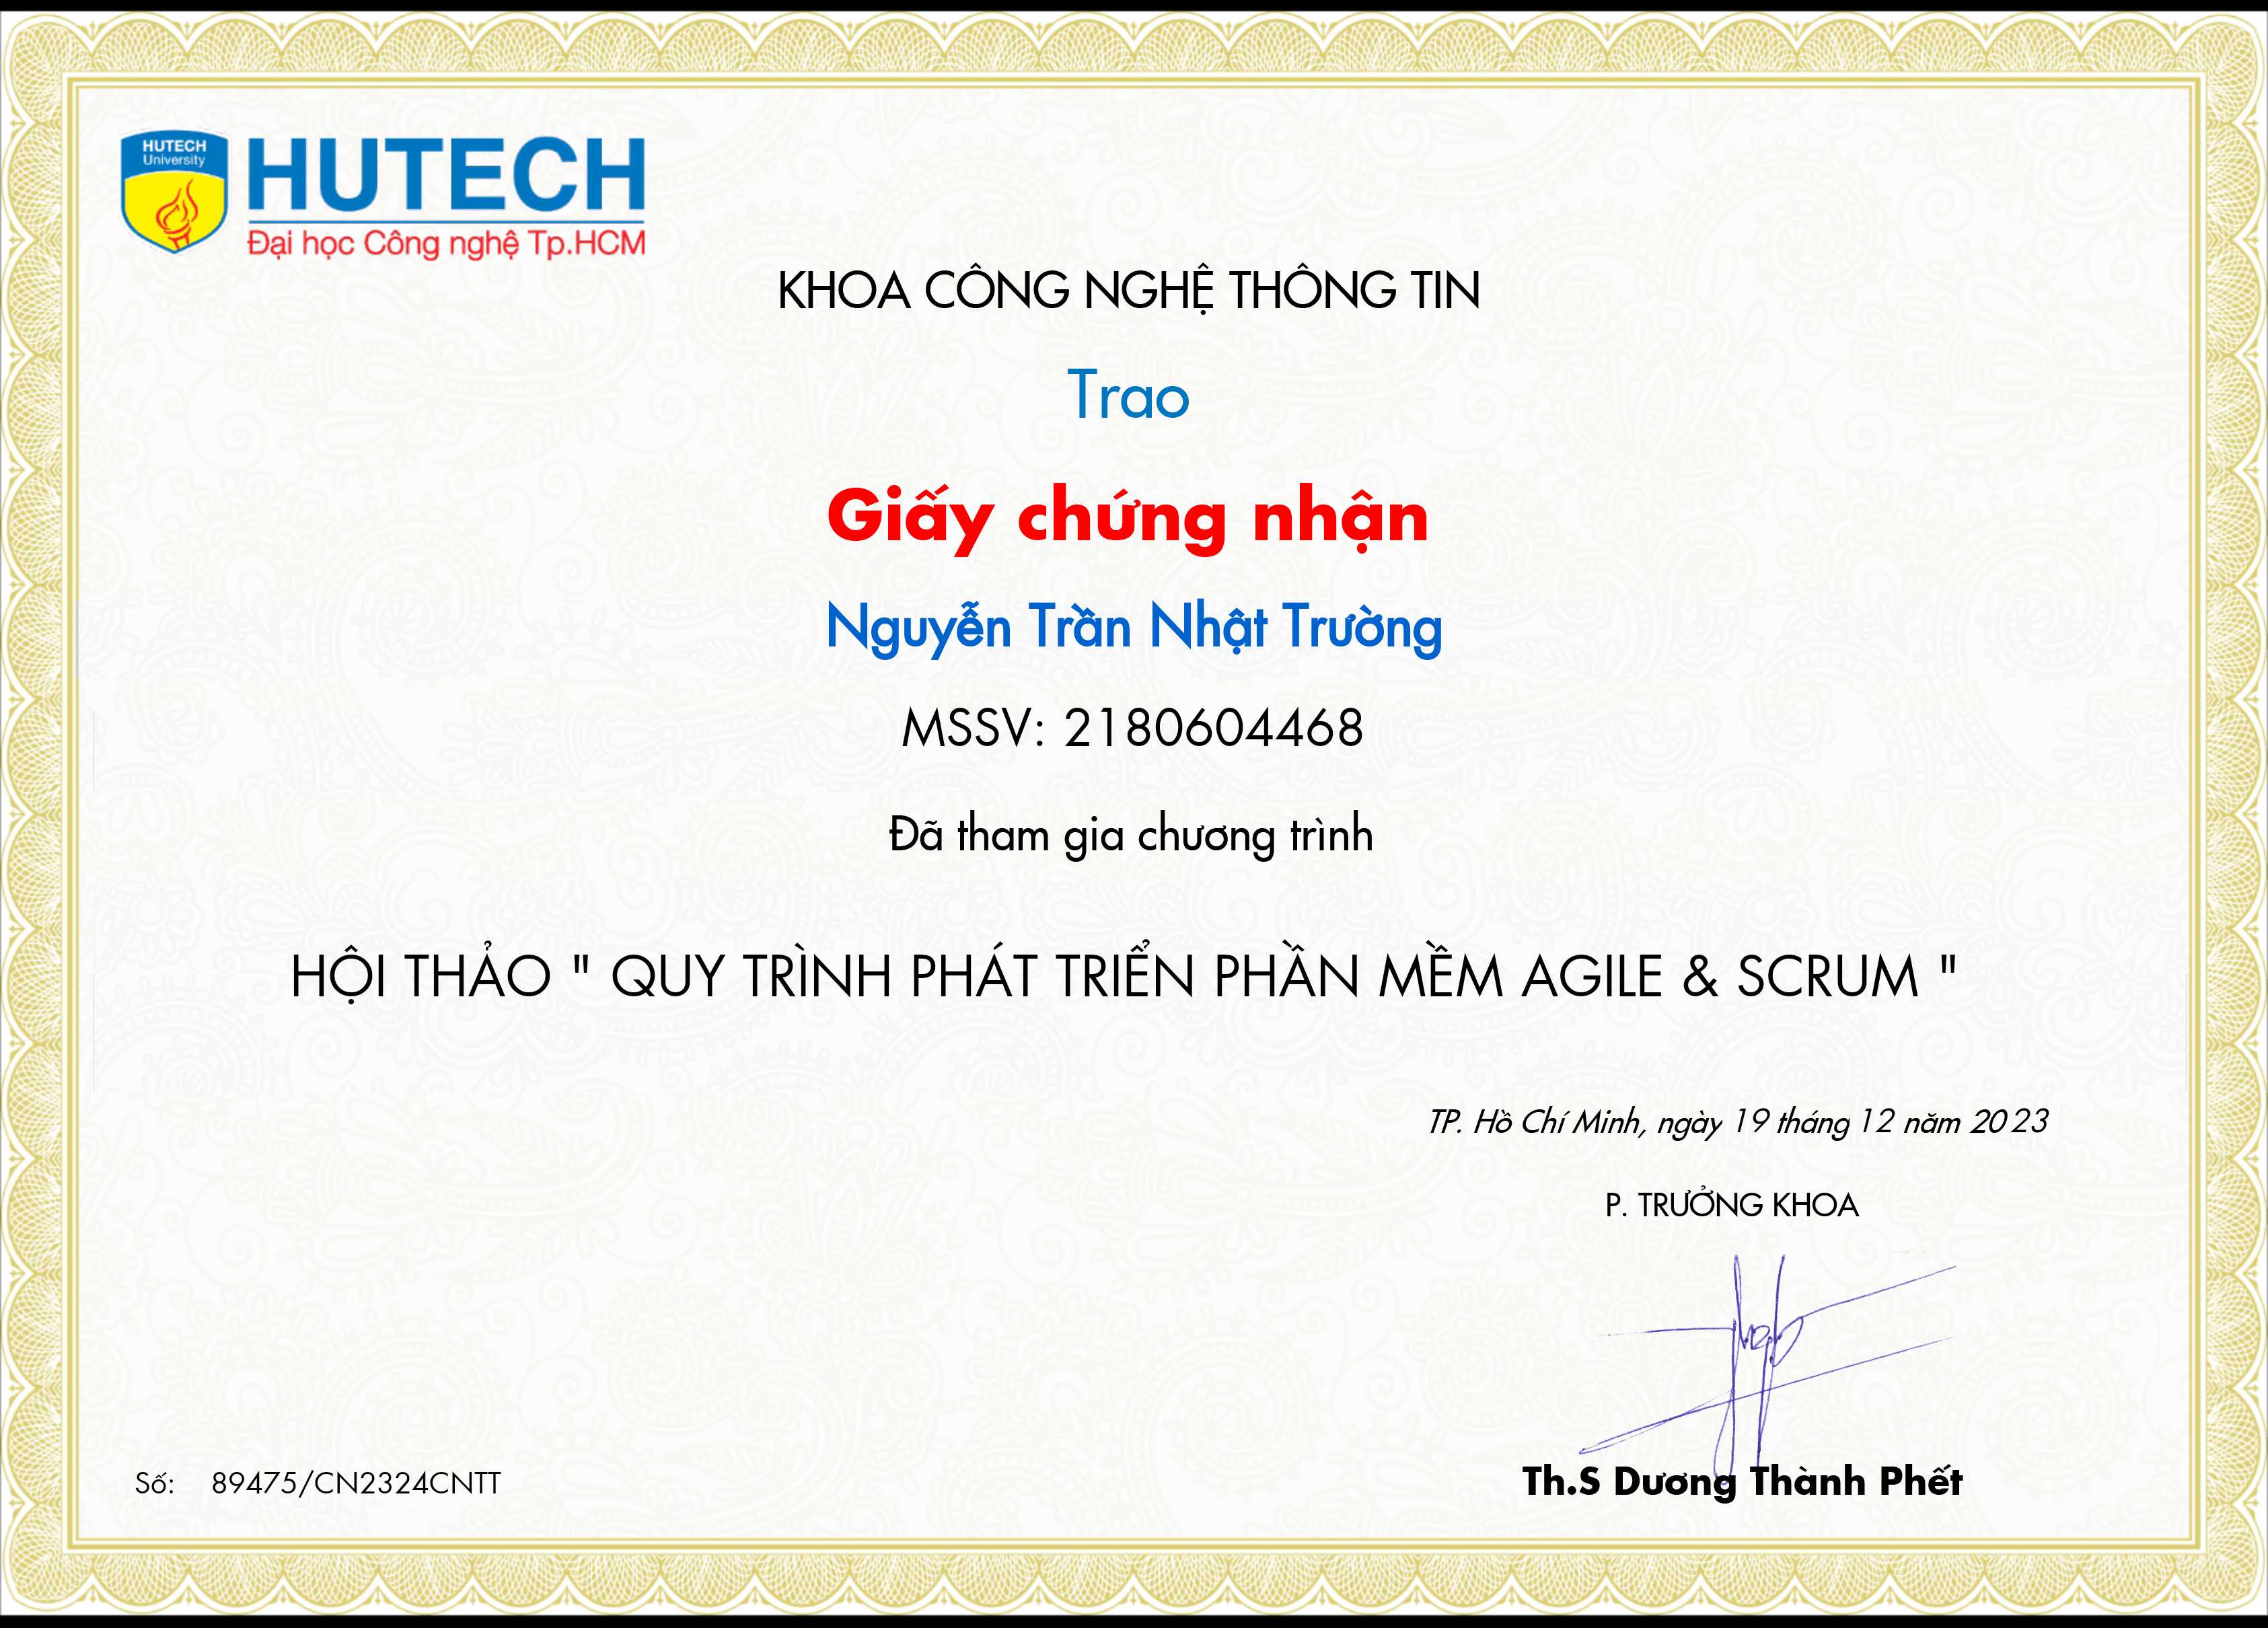 HUTECH
University
HUTECH
Đại học Công nghệ Tp.HCM
KHOA CÔNG NGHỆ THÔNG TIN
Trao
Giấy chứng nhận
Nguyễn Trần Nhật Trường
MSSV: 2180604468
Đã tham gia chương trình
HỘI THẢO " QUY TRÌNH PHÁT TRIỂN PHẦN MỀM AGILE & SCRUM "
TP. Hồ Chí Minh, ngày 19 tháng 12 năm 2023
P. TRƯỞNG KHOA
Th.S Dương Thành Phết
Số: 89475/CN2324CNTT